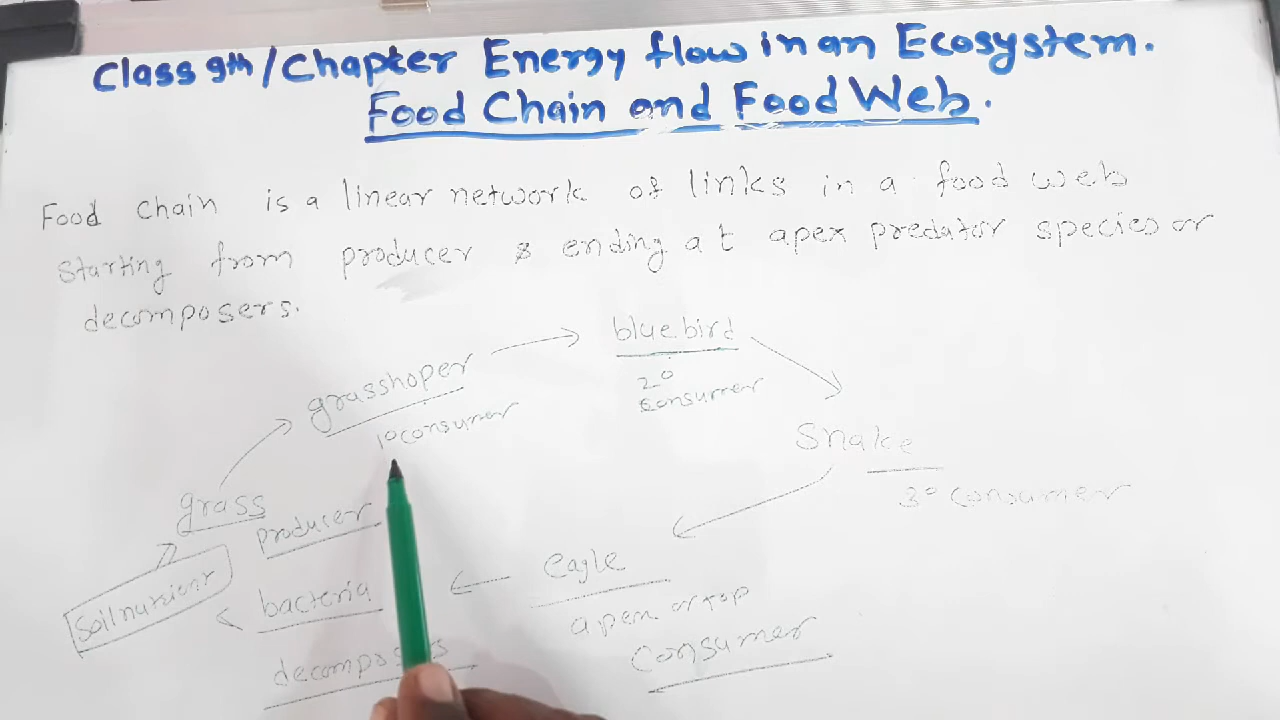 Class 9th/Chapter Energy flow in an Ecosystem.
Food Chain and Food Web.
Food Chain is a linear network of links in a food web
starting from producer & ending at apex predator species or
decomposers.
grasshoper
1° consumer
bluebird
2°
consumer
Snake
3° consumer
grass
producer
soil nutrient
bacteria
eagle
apex or top
Consumer